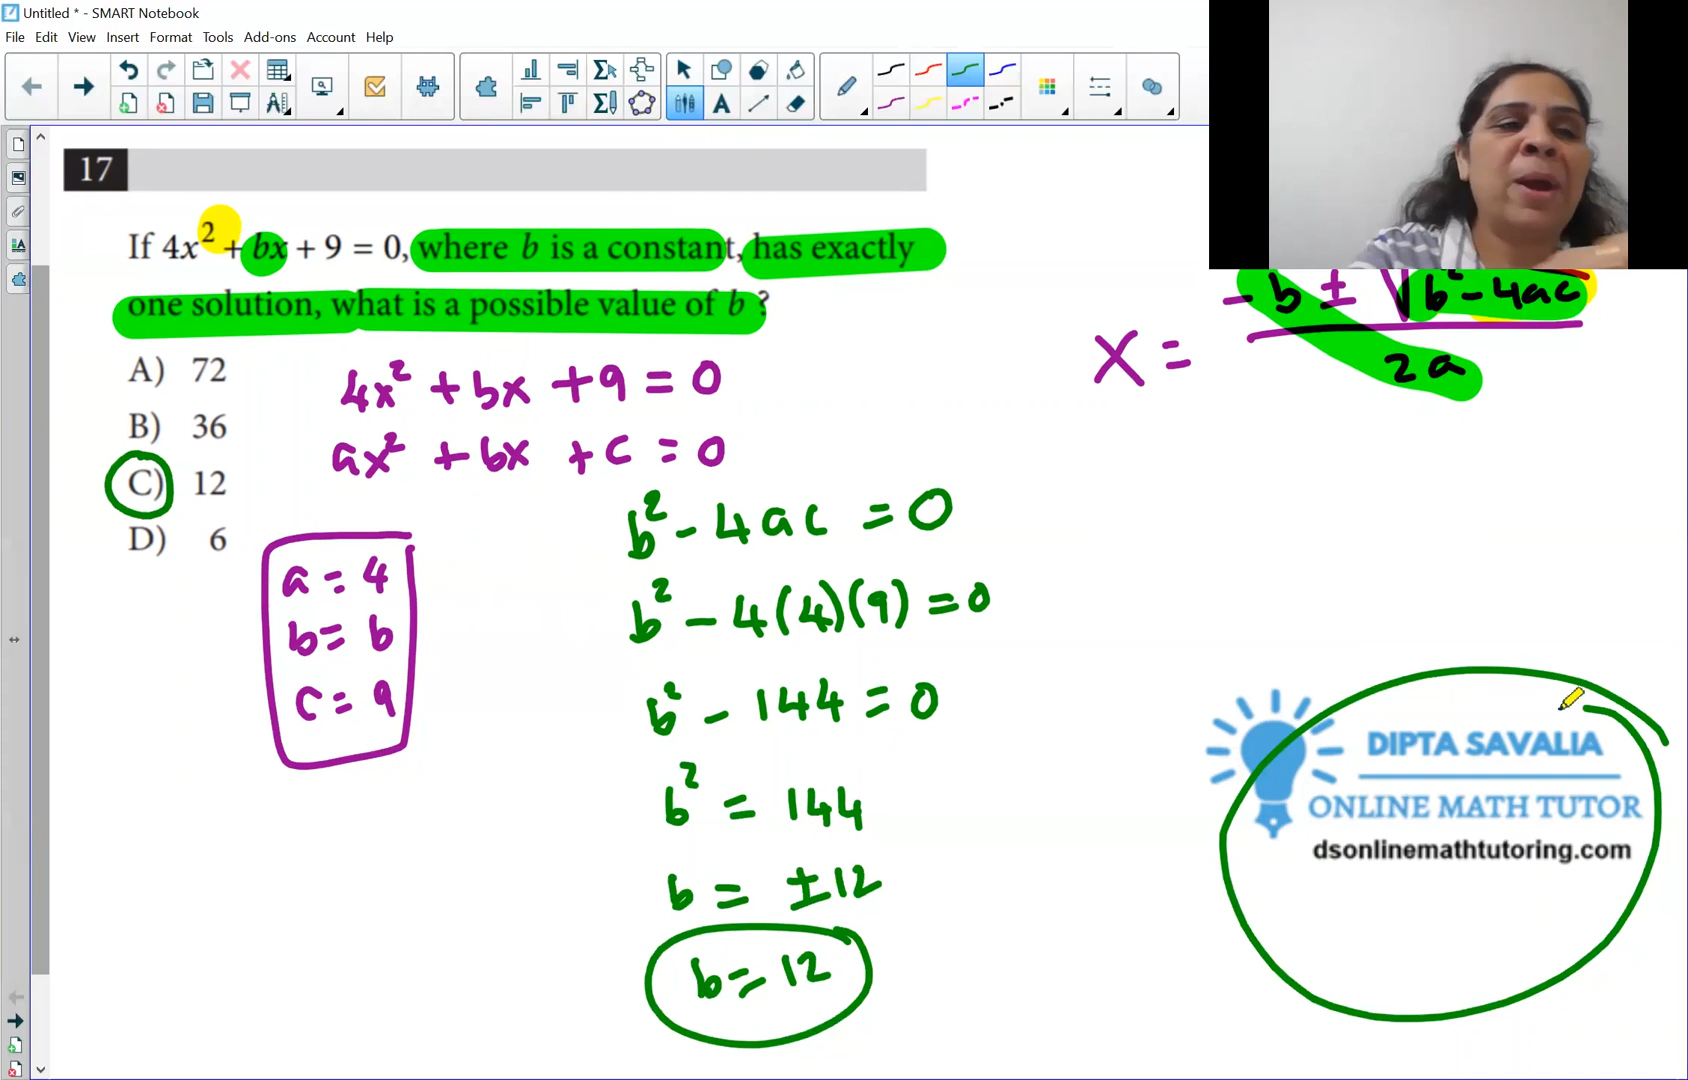 Untitled * - SMART Notebook
File Edit View Insert Format Tools Add-ons Account Help
17
If 4x² + bx + 9 = 0, where b is a constant, has exactly
one solution, what is a possible value of b ?
A) 72
B) 36
C) 12
D) 6
4x² + bx + 9 = 0
ax² + bx + c = 0
a = 4
b = b
c = 9
b² - 4ac = 0
b² - 4(4)(9) = 0
b² - 144 = 0
b² = 144
b = ±12
b = 12
x = -b ± √b² - 4ac
2a
DIPTA SAVALIA
ONLINE MATH TUTOR
dsonlinemathtutoring.com